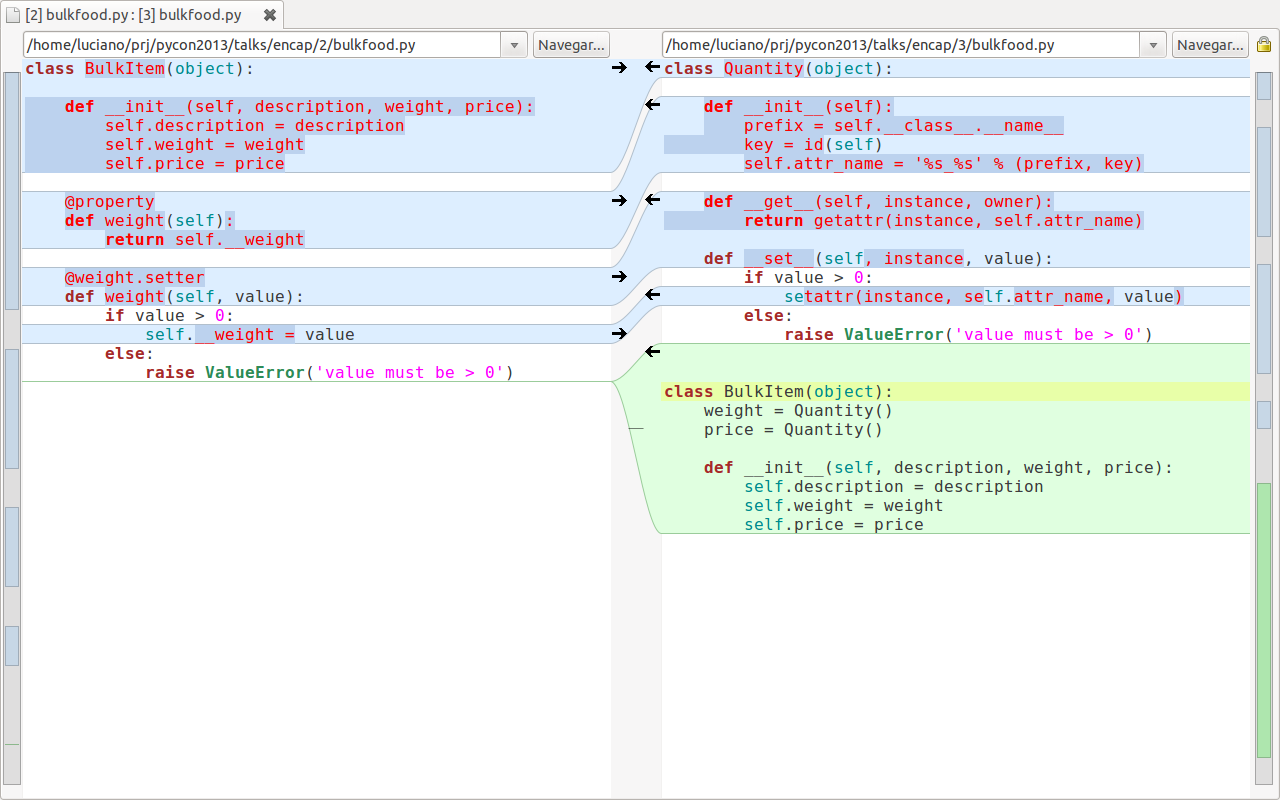 [2] bulkfood.py : [3] bulkfood.py
/home/luciano/prj/pycon2013/talks/encap/2/bulkfood.py
Navegar...
class BulkItem(object):
    def __init__(self, description, weight, price):
        self.description = description
        self.weight = weight
        self.price = price
    @property
    def weight(self):
        return self.__weight
    @weight.setter
    def weight(self, value):
        if value > 0:
            self.__weight = value
        else:
            raise ValueError('value must be > 0')
/home/luciano/prj/pycon2013/talks/encap/3/bulkfood.py
Navegar...
class Quantity(object):
    def __init__(self):
        prefix = self.__class__.__name__
        key = id(self)
        self.attr_name = '%s_%s' % (prefix, key)
    def __get__(self, instance, owner):
        return getattr(instance, self.attr_name)
    def __set__(self, instance, value):
        if value > 0:
            setattr(instance, self.attr_name, value)
        else:
            raise ValueError('value must be > 0')
class BulkItem(object):
    weight = Quantity()
    price = Quantity()
    def __init__(self, description, weight, price):
        self.description = description
        self.weight = weight
        self.price = price